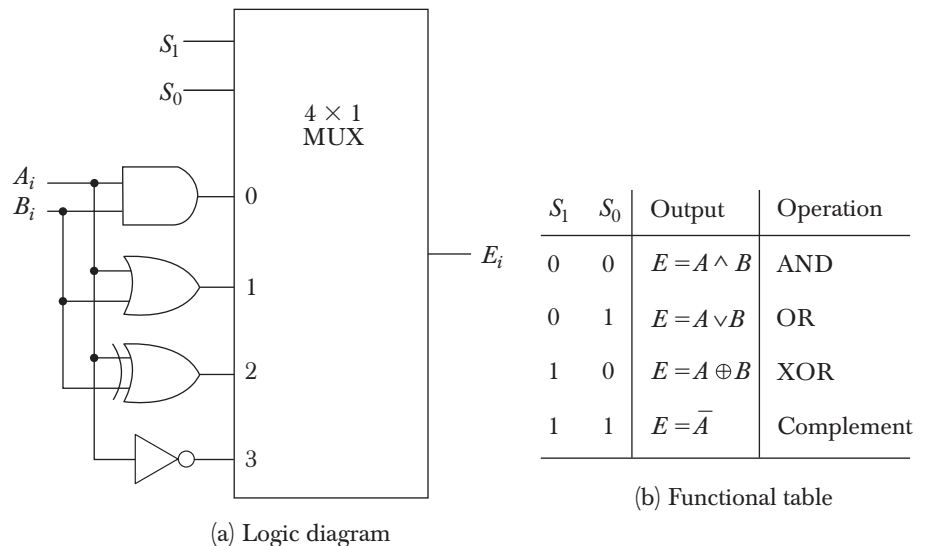 S₁
S₀
4 × 1
MUX
Aᵢ
Bᵢ
0
1
2
3
Eᵢ
(a) Logic diagram
S₁ S₀ Output Operation
0 0 E = A ∧ B AND
0 1 E = A ∨ B OR
1 0 E = A ⊕ B XOR
1 1 E = A̅ Complement
(b) Functional table